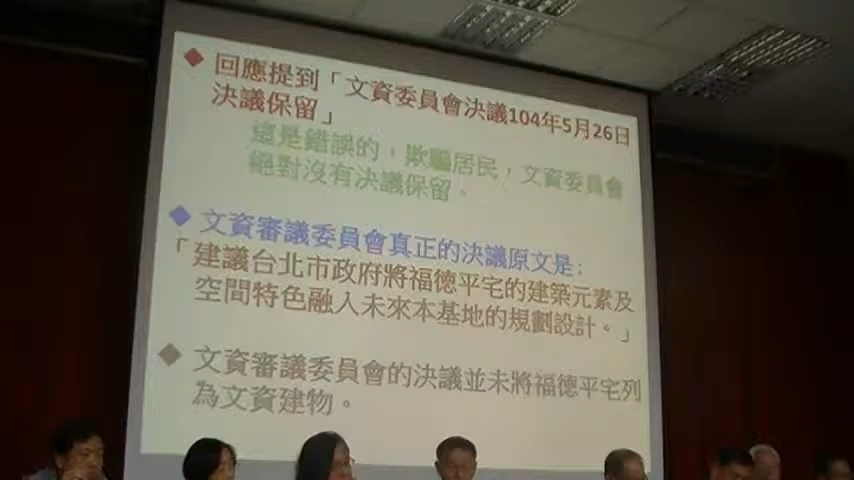 ◆ 回應提到「文資委員會決議104年5月26日
決議保留」
這是錯誤的，欺騙居民，文資委員會
絕對沒有決議保留。
◆ 文資審議委員會真正的決議原文是：
「建議台北市政府將福德平宅的建築元素及
空間特色融入未來本基地的規劃設計。」
◆ 文資審議委員會的決議並未將福德平宅列
為文資建物。